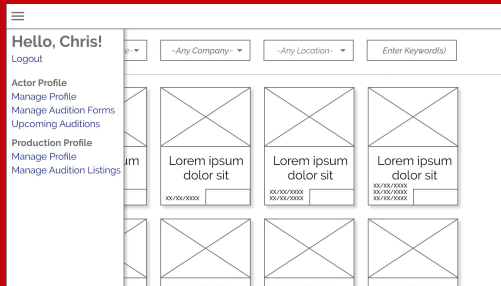 Hello, Chris!
Logout
Actor Profile
Manage Profile
Manage Audition Forms
Upcoming Auditions
Production Profile
Manage Profile
Manage Audition Listings
-Any Company-
-Any Location-
Enter Keyword(s)
Lorem ipsum
dolor sit
XX/XX/XXXX
Lorem ipsum
dolor sit
XX/XX/XXXX
XX/XX/XXXX
Lorem ipsum
dolor sit
XX/XX/XXXX
XX/XX/XXXX
XX/XX/XXXX